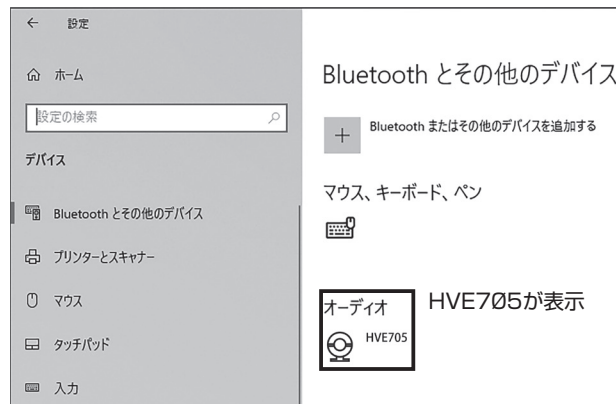 ← 設定
ホーム
設定の検索
デバイス
Bluetooth とその他のデバイス
プリンターとスキャナー
マウス
タッチパッド
入力
Bluetooth とその他のデバイス
+ Bluetooth またはその他のデバイスを追加する
マウス、キーボード、ペン
オーディオ
HVE705
HVE705が表示